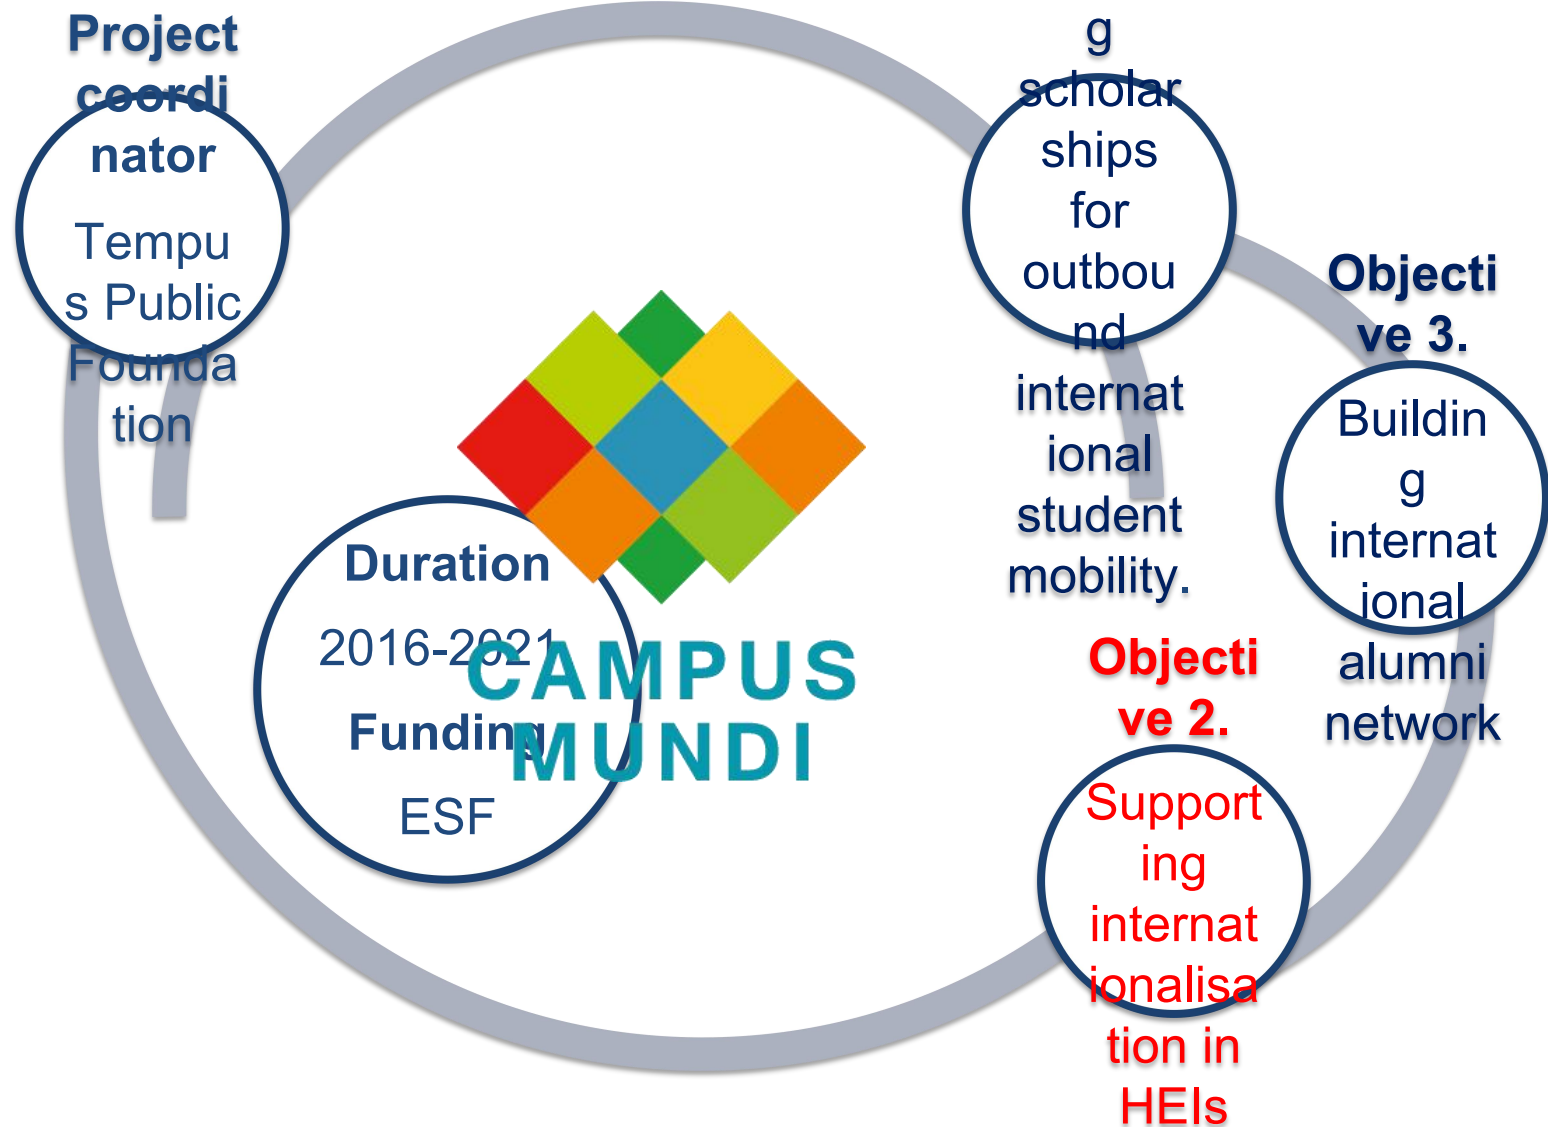 Project
coordi
nator
Tempu
s Public
Founda
tion
g
scholar
ships
for
outbou
nd
internat
ional
student
mobility.
Objecti
ve 3.
Buildin
g
internat
ional
alumni
network
Duration
2016-2021
Funding
ESF
CAMPUS
MUNDI
Objecti
ve 2.
Support
ing
internat
ionalisa
tion in
HEIs